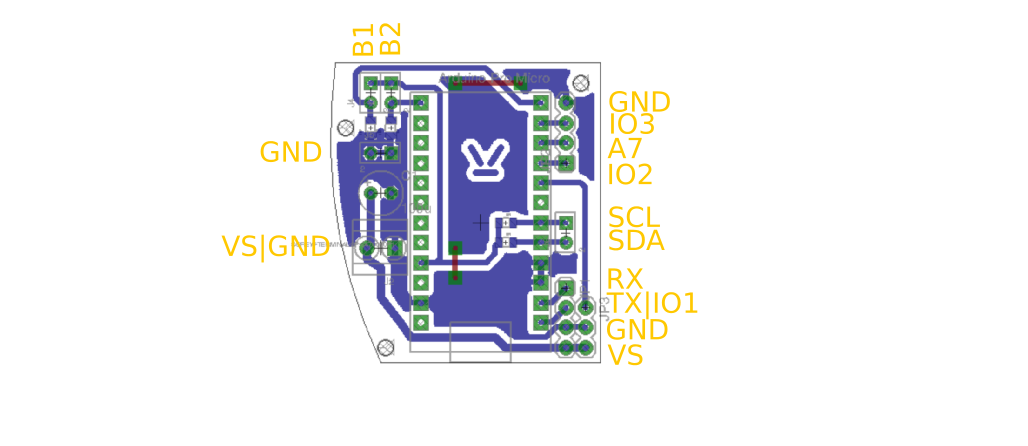 B1
B2
Arduino Pro Micro
GND
IO3
A7
IO2
GND
SCL
SDA
VS|GND
RX
TX|IO1
JP3
GND
VS